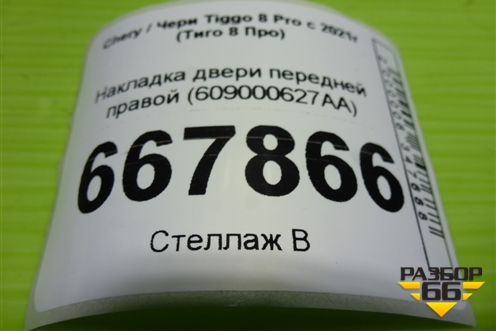 Chery / Чери Tiggo 8 Pro с 2021г
(Тиго 8 Про)
Накладка двери передней
правой (609000627AA)
667866
Стеллаж В
РАЗБОР
66